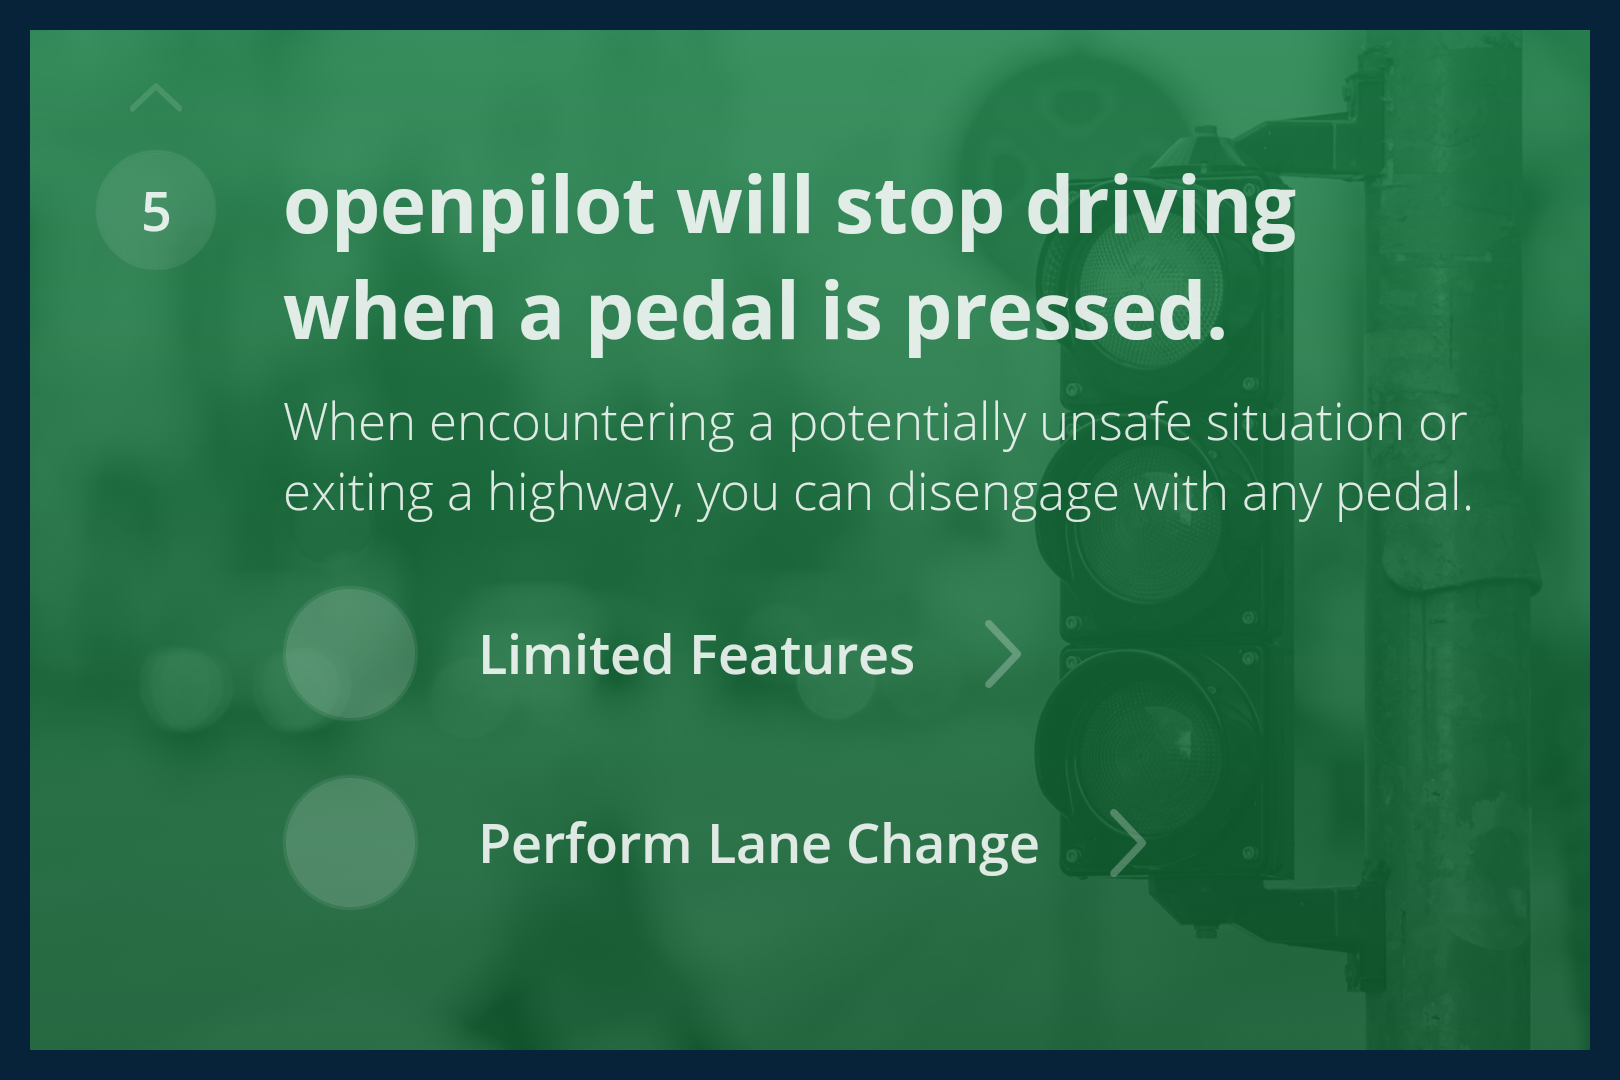 5
openpilot will stop driving
when a pedal is pressed.
When encountering a potentially unsafe situation or
exiting a highway, you can disengage with any pedal.
Limited Features
Perform Lane Change